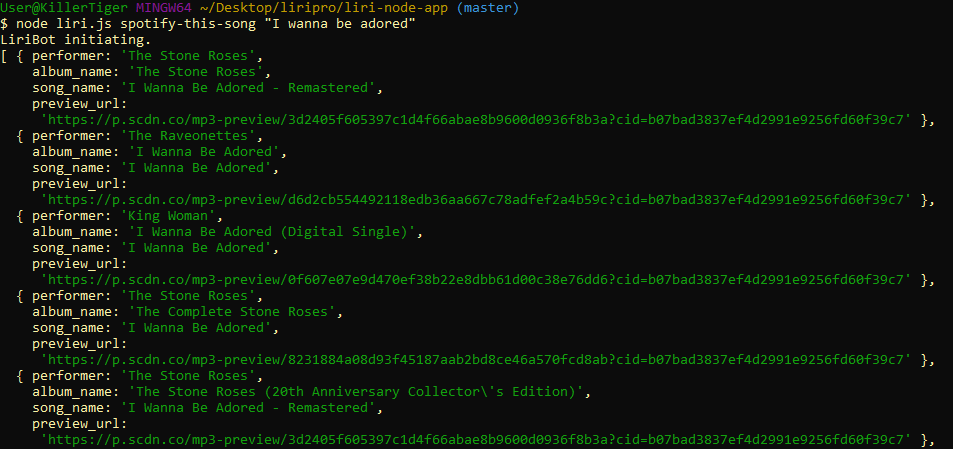 User@KillerTiger MINGW64 ~/Desktop/liripro/liri-node-app (master)
$ node liri.js spotify-this-song "I wanna be adored"
LiriBot initiating.
[ { performer: 'The Stone Roses',
album_name: 'The Stone Roses',
song_name: 'I Wanna Be Adored - Remastered',
preview_url:
'https://p.scdn.co/mp3-preview/3d2405f605397c1d4f66abae8b9600d0936f8b3a?cid=b07bad3837ef4d2991e9256fd60f39c7' },
{ performer: 'The Raveonettes',
album_name: 'I Wanna Be Adored',
song_name: 'I Wanna Be Adored',
preview_url:
'https://p.scdn.co/mp3-preview/d6d2cb554492118edb36aa667c78adfef2a4b59c?cid=b07bad3837ef4d2991e9256fd60f39c7' },
{ performer: 'King Woman',
album_name: 'I Wanna Be Adored (Digital Single)',
song_name: 'I Wanna Be Adored',
preview_url:
'https://p.scdn.co/mp3-preview/0f607e07e9d470ef38b22e8dbb61d00c38e76dd6?cid=b07bad3837ef4d2991e9256fd60f39c7' },
{ performer: 'The Stone Roses',
album_name: 'The Complete Stone Roses',
song_name: 'I Wanna Be Adored',
preview_url:
'https://p.scdn.co/mp3-preview/8231884a08d93f45187aab2bd8ce46a570fcd8ab?cid=b07bad3837ef4d2991e9256fd60f39c7' },
{ performer: 'The Stone Roses',
album_name: 'The Stone Roses (20th Anniversary Collector\'s Edition)',
song_name: 'I Wanna Be Adored - Remastered',
preview_url:
'https://p.scdn.co/mp3-preview/3d2405f605397c1d4f66abae8b9600d0936f8b3a?cid=b07bad3837ef4d2991e9256fd60f39c7' },